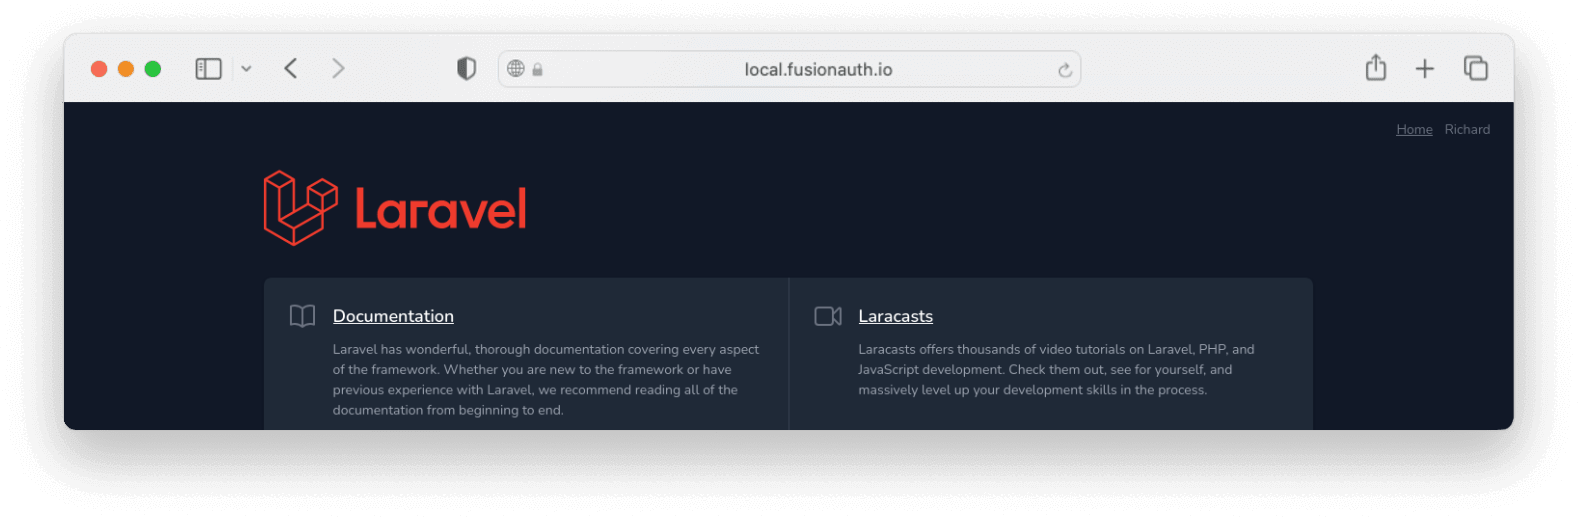 local.fusionauth.io
Home Richard
Laravel
Documentation
Laravel has wonderful, thorough documentation covering every aspect
of the framework. Whether you are new to the framework or have
previous experience with Laravel, we recommend reading all of the
documentation from beginning to end.
Laracasts
Laracasts offers thousands of video tutorials on Laravel, PHP, and
JavaScript development. Check them out, see for yourself, and
massively level up your development skills in the process.